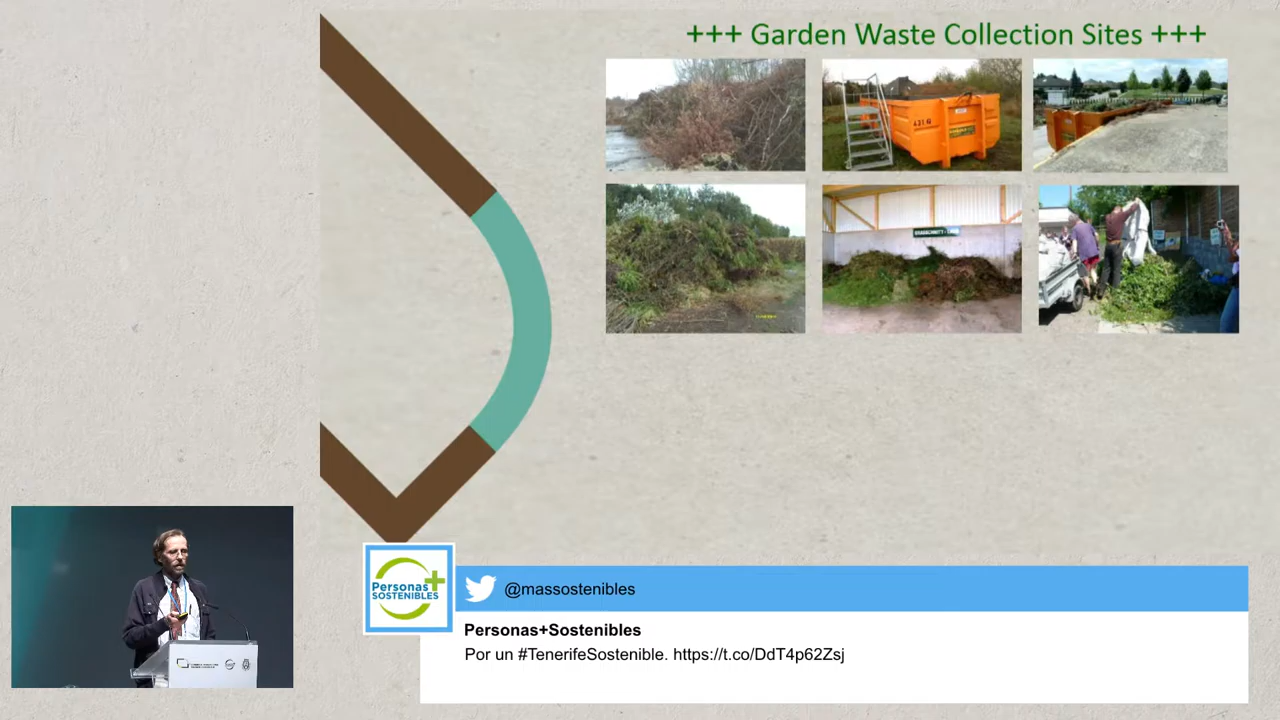 +++ Garden Waste Collection Sites +++
Personas+
SOSTENIBLES
@massostenibles
Personas+Sostenibles
Por un #TenerifeSostenible. https://t.co/DdT4p62Zsj